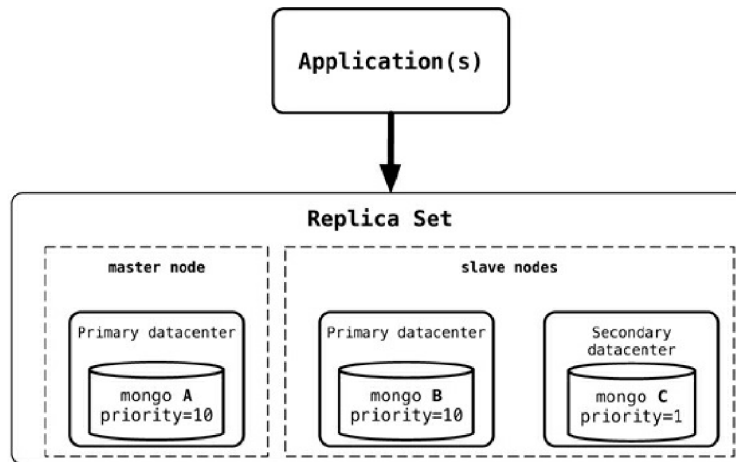 Application(s)
Replica Set
master node
slave nodes
Primary datacenter
mongo A
priority=10
Primary datacenter
mongo B
priority=10
Secondary
datacenter
mongo C
priority=1